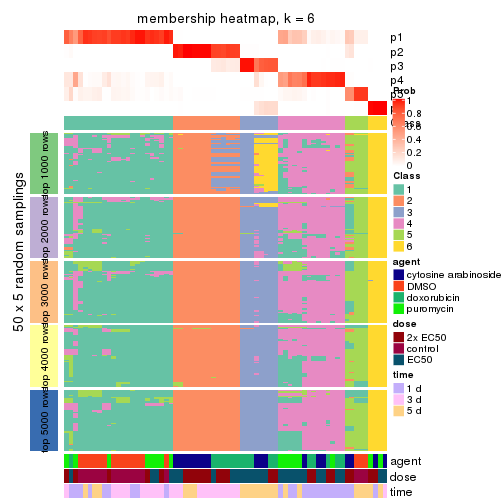 membership heatmap, k = 6
p1
p2
p3
p4
Prob
1
0.8
0.6
0.4
0.2
0
50 x 5 random samplings
top 1000 rows
top 2000 rows
top 3000 rows
top 4000 rows
top 5000 rows
Class
1
2
3
4
5
6
agent
cytosine arabinoside
DMSO
doxorubicin
puromycin
dose
2x EC50
control
EC50
time
1 d
3 d
5 d
agent
dose
time